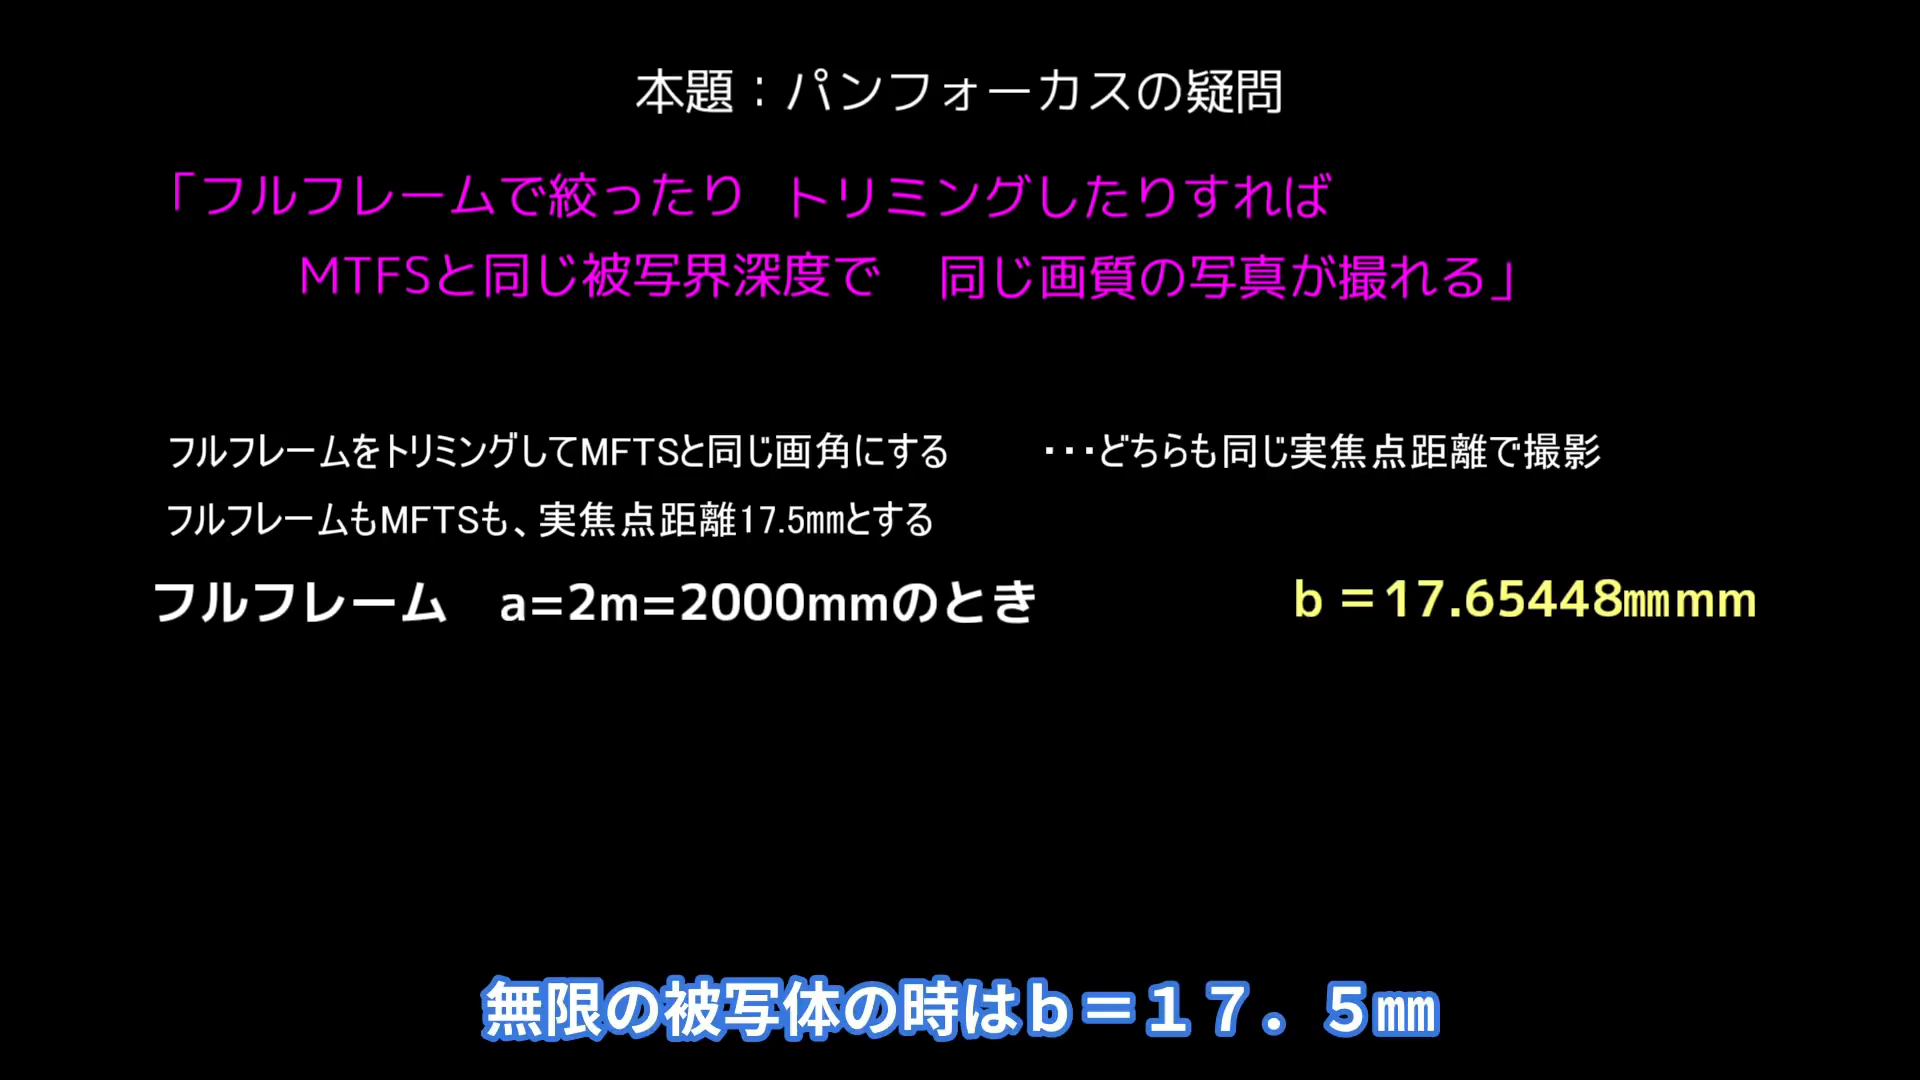 本題：パンフォーカスの疑問
「フルフレームで絞ったり　トリミングしたりすれば
MTFSと同じ被写界深度で　同じ画質の写真が撮れる」
フルフレームをトリミングしてMFTSと同じ画角にする　　・・・どちらも同じ実焦点距離で撮影
フルフレームもMFTSも、実焦点距離17.5㎜とする
フルフレーム　a=2m=2000mmのとき　　b＝17.65448㎜mm
無限の被写体の時はｂ＝１７．５㎜